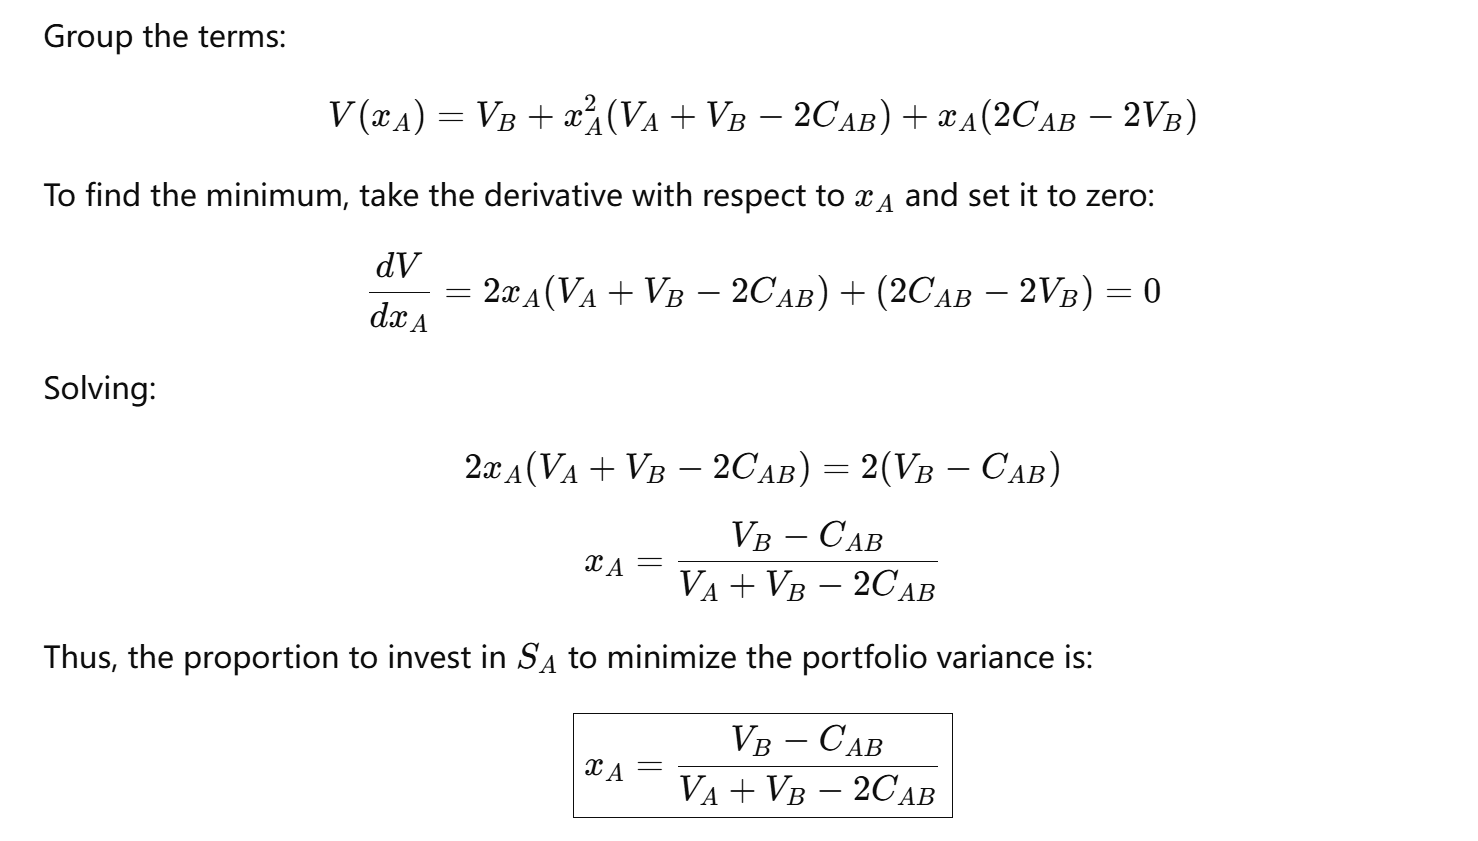 Group the terms:
V(x_A) = V_B + x_A^2(V_A + V_B − 2C_{AB}) + x_A(2C_{AB} − 2V_B)
To find the minimum, take the derivative with respect to x_A and set it to zero:
\frac{dV}{dx_A} = 2x_A(V_A + V_B − 2C_{AB}) + (2C_{AB} − 2V_B) = 0
Solving:
2x_A(V_A + V_B − 2C_{AB}) = 2(V_B − C_{AB})
x_A = \frac{V_B − C_{AB}}{V_A + V_B − 2C_{AB}}
Thus, the proportion to invest in S_A to minimize the portfolio variance is:
x_A = \frac{V_B − C_{AB}}{V_A + V_B − 2C_{AB}}